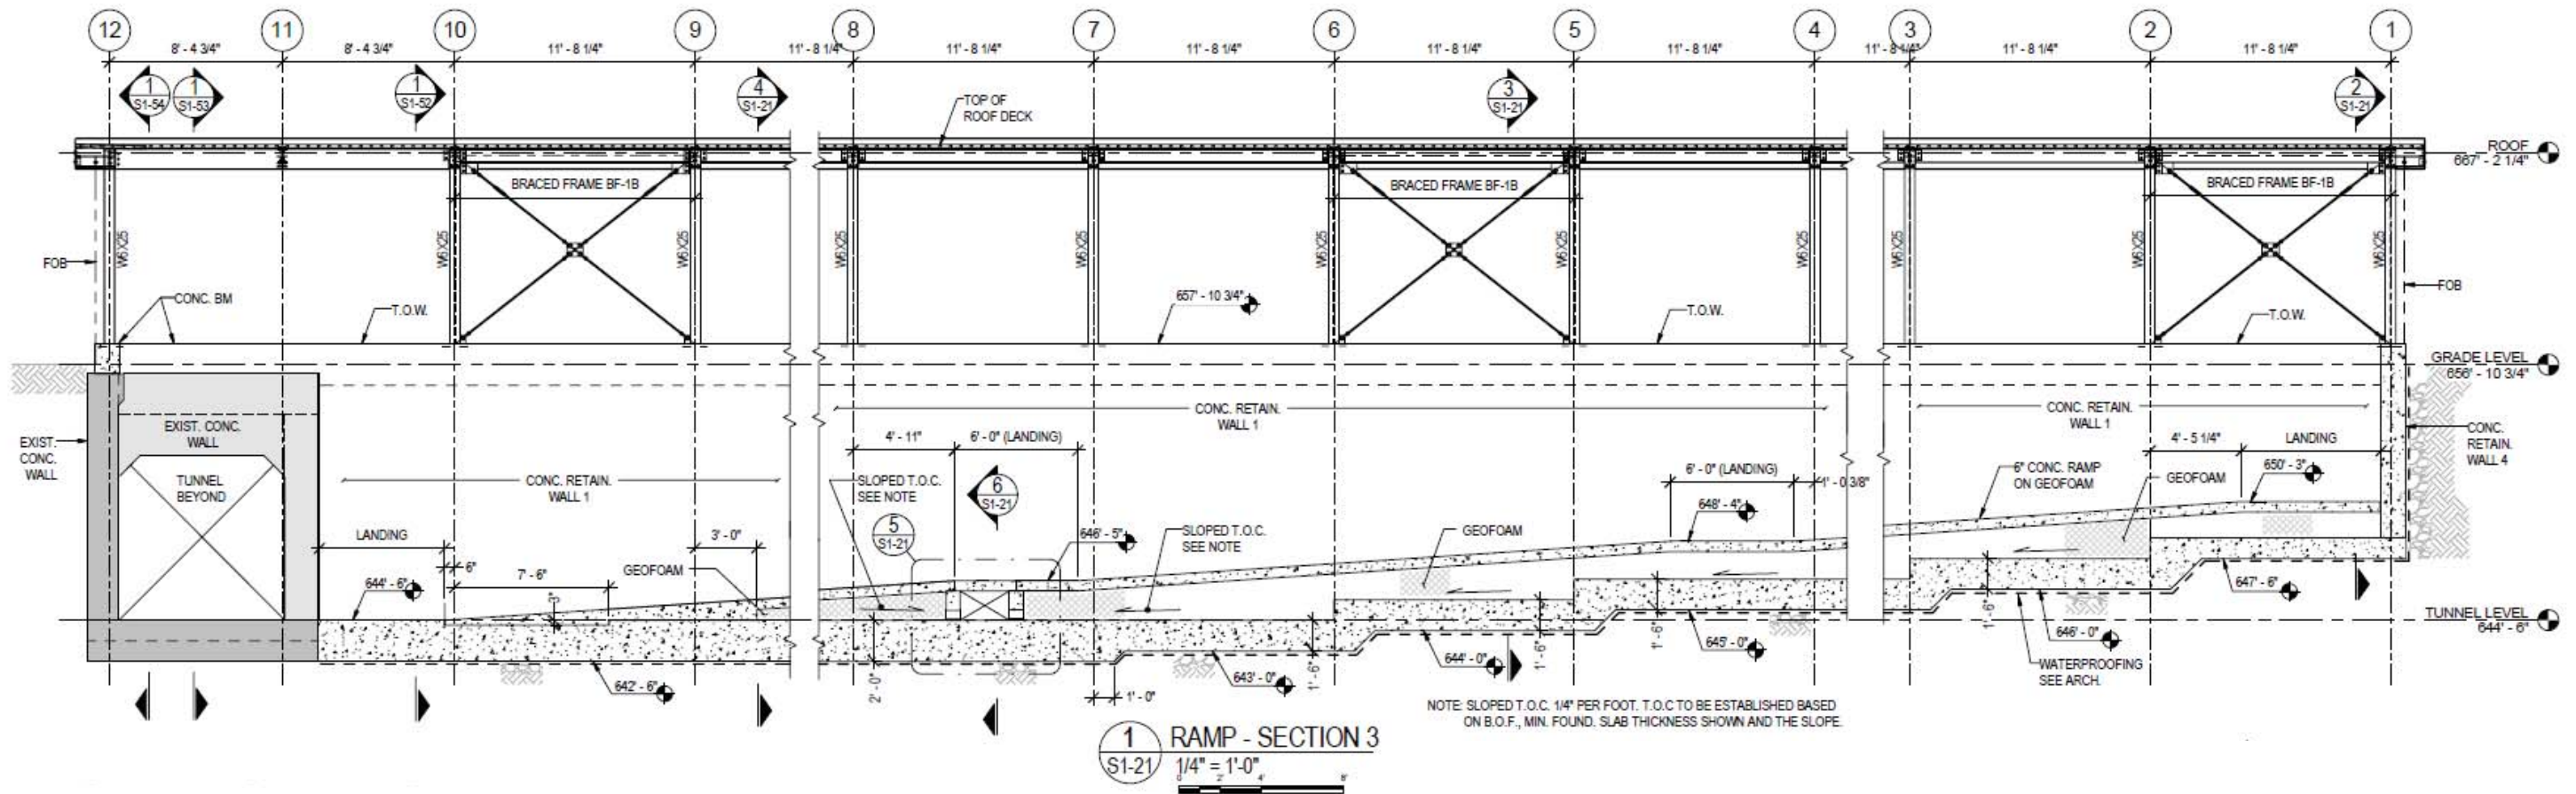 12 11 10 9 8 7 6 5 4 3 2 1
8' - 4 3/4" 8' - 4 3/4" 11' - 8 1/4" 11' - 8 1/4" 11' - 8 1/4" 11' - 8 1/4" 11' - 8 1/4" 11' - 8 1/4" 11' - 8 1/4" 11' - 8 1/4" 11' - 8 1/4"
1
S1-54
1
S1-53
1
S1-52
4
S1-21
3
S1-21
2
S1-21
TOP OF
ROOF DECK
ROOF
667' - 2 1/4"
BRACED FRAME BF-1B
BRACED FRAME BF-1B
BRACED FRAME BF-1B
W6X25 W6X25 W6X25 W6X25 W6X25 W6X25 W6X25 W6X25 W6X25 W6X25
FOB
FOB
CONC. BM
T.O.W.
657' - 10 3/4"
T.O.W.
T.O.W.
GRADE LEVEL
656' - 10 3/4"
EXIST. CONC.
WALL
EXIST.
CONC.
WALL
TUNNEL
BEYOND
CONC. RETAIN.
WALL 1
CONC. RETAIN.
WALL 1
CONC. RETAIN.
WALL 1
CONC.
RETAIN.
WALL 4
4' - 11"
6' - 0" (LANDING)
6' - 0" (LANDING)
1' - 0 3/8"
4' - 5 1/4"
LANDING
SLOPED T.O.C.
SEE NOTE
6
S1-21
5
S1-21
648' - 4"
6" CONC. RAMP
ON GEOFOAM
GEOFOAM
650' - 3"
LANDING
3' - 0"
646' - 5"
SLOPED T.O.C.
SEE NOTE
GEOFOAM
6"
7' - 6"
GEOFOAM
644' - 6"
3"
647' - 6"
TUNNEL LEVEL
644' - 6"
642' - 6"
2' - 0"
1' - 0"
643' - 0"
1' - 6"
644' - 0"
1' - 6"
1' - 6"
645' - 0"
1' - 6"
646' - 0"
WATERPROOFING
SEE ARCH.
NOTE: SLOPED T.O.C. 1/4" PER FOOT. T.O.C TO BE ESTABLISHED BASED
ON B.O.F., MIN. FOUND. SLAB THICKNESS SHOWN AND THE SLOPE.
1
S1-21
RAMP - SECTION 3
1/4" = 1'-0"
0 2' 4' 8'